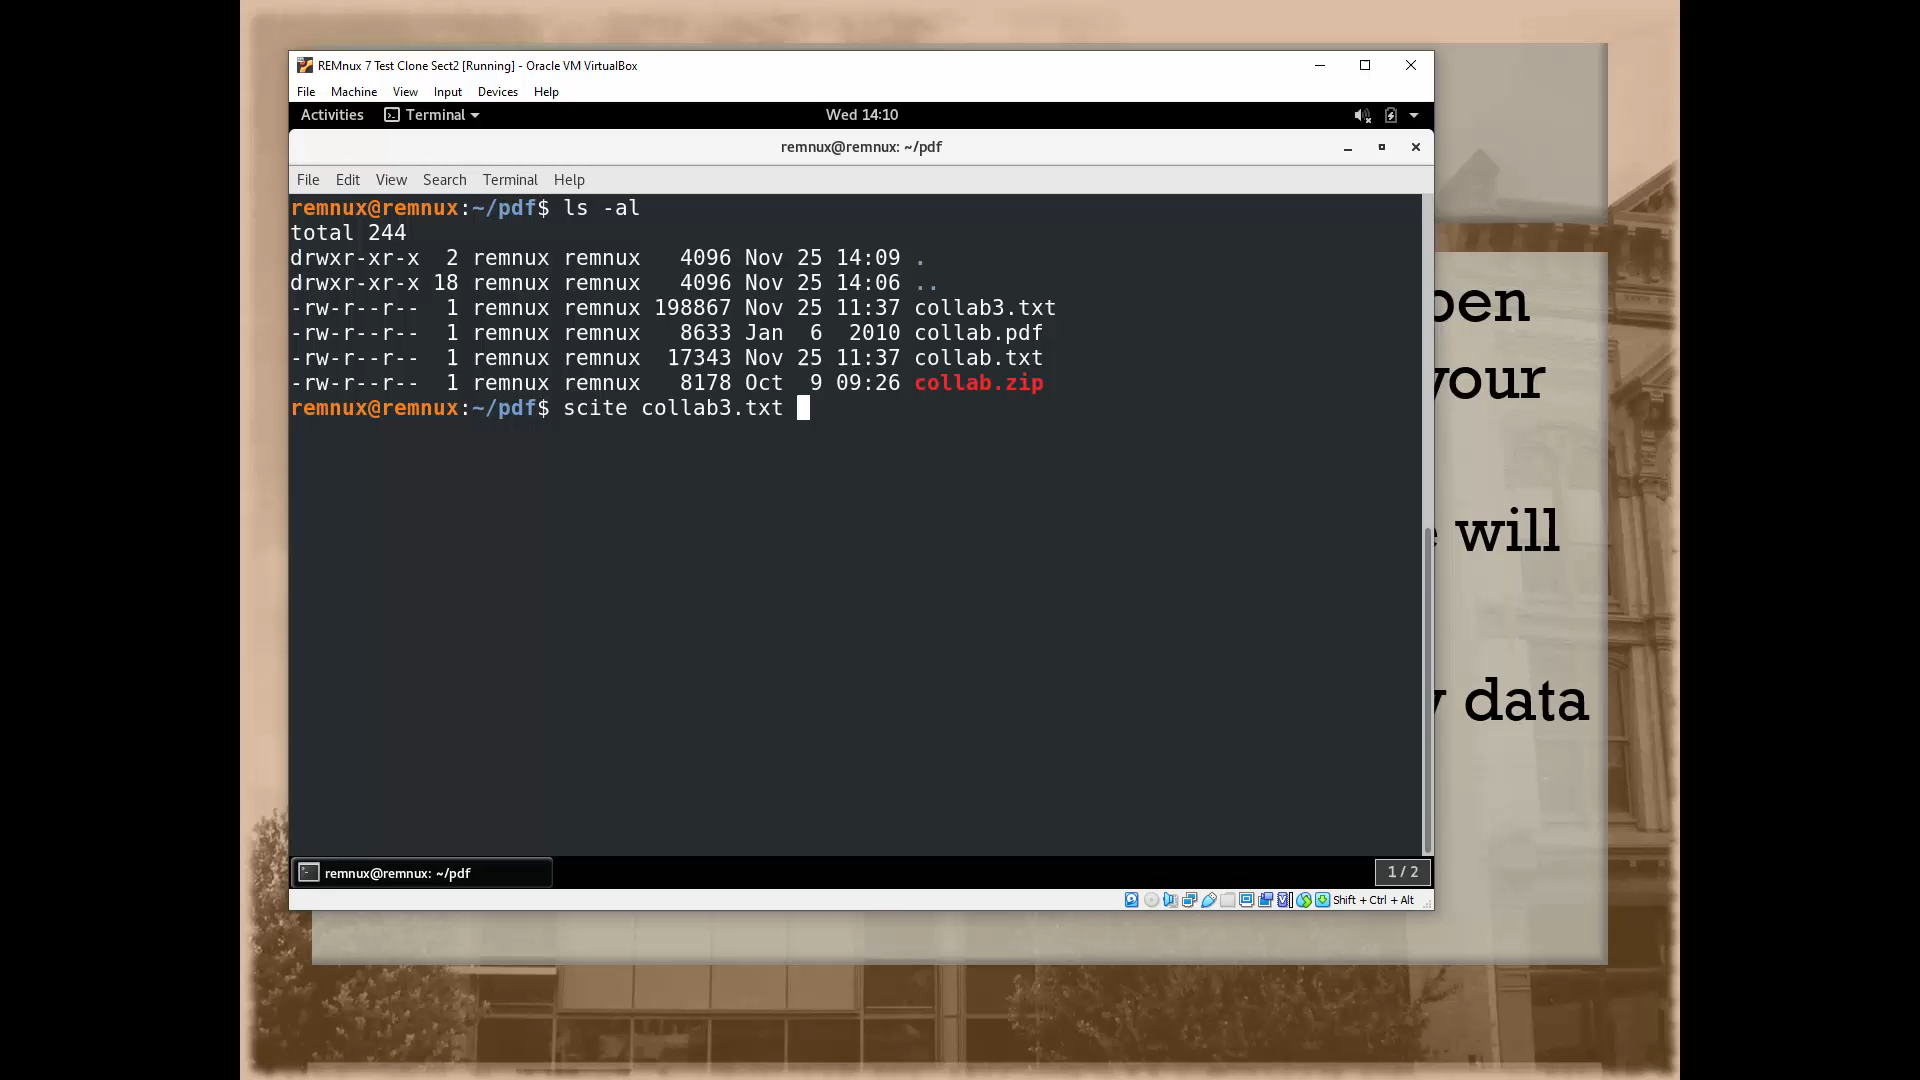 REMnux 7 Test Clone Sect2 [Running] - Oracle VM VirtualBox
File Machine View Input Devices Help
Activities Terminal Wed 14:10
remnux@remnux: ~/pdf
File Edit View Search Terminal Help
remnux@remnux:~/pdf$ ls -al
total 244
drwxr-xr-x 2 remnux remnux 4096 Nov 25 14:09 .
drwxr-xr-x 18 remnux remnux 4096 Nov 25 14:06 ..
-rw-r--r-- 1 remnux remnux 198867 Nov 25 11:37 collab3.txt
-rw-r--r-- 1 remnux remnux 8633 Jan 6 2010 collab.pdf
-rw-r--r-- 1 remnux remnux 17343 Nov 25 11:37 collab.txt
-rw-r--r-- 1 remnux remnux 8178 Oct 9 09:26 collab.zip
remnux@remnux:~/pdf$ scite collab3.txt
remnux@remnux: ~/pdf
1 / 2
Shift + Ctrl + Alt
your
will
data